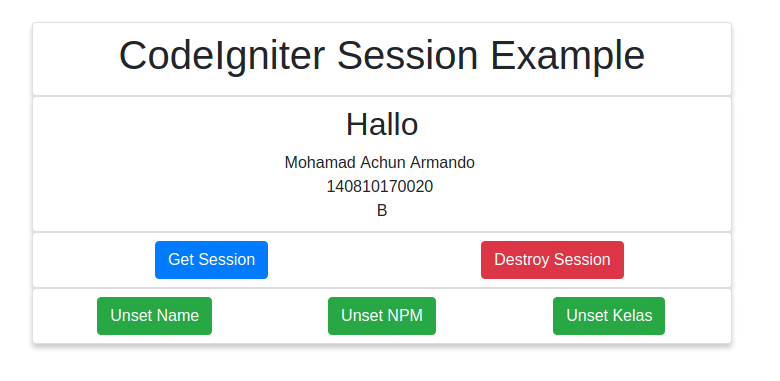 CodeIgniter Session Example
Hallo
Mohamad Achun Armando
140810170020
B
Get Session Destroy Session
Unset Name Unset NPM Unset Kelas